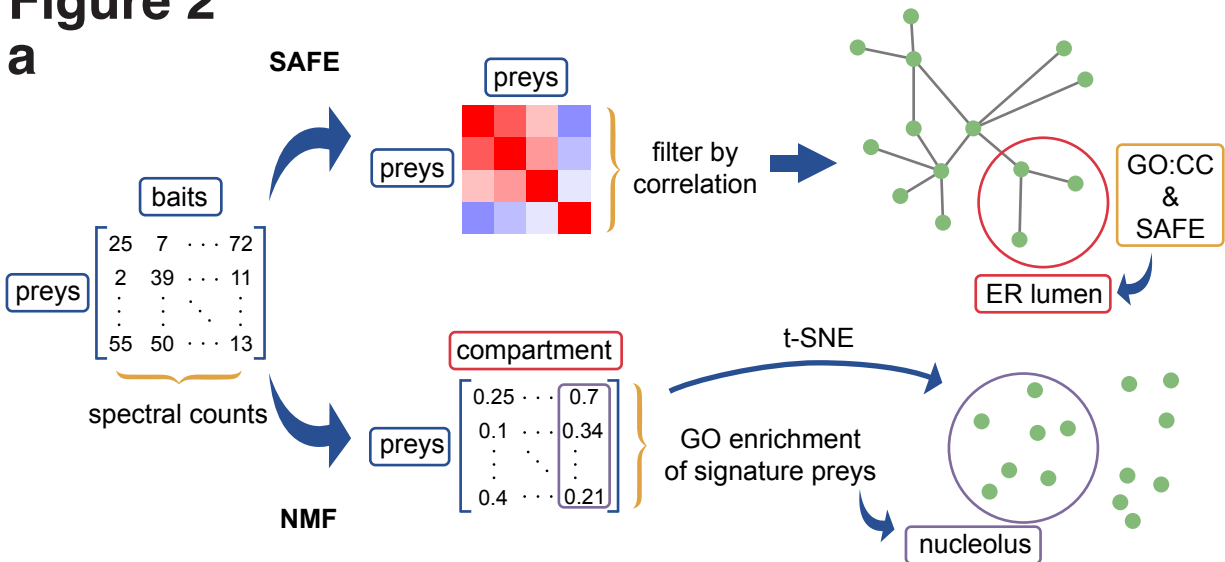 Figure 2
a
SAFE
preys
preys
filter by
correlation
GO:CC
&
SAFE
ER lumen
baits
preys
25 7 · · · 72
2 39 · · · 11
55 50 · · · 13
spectral counts
NMF
compartment
preys
0.25 · · · 0.7
0.1 · · · 0.34
0.4 · · · 0.21
t-SNE
GO enrichment
of signature preys
nucleolus